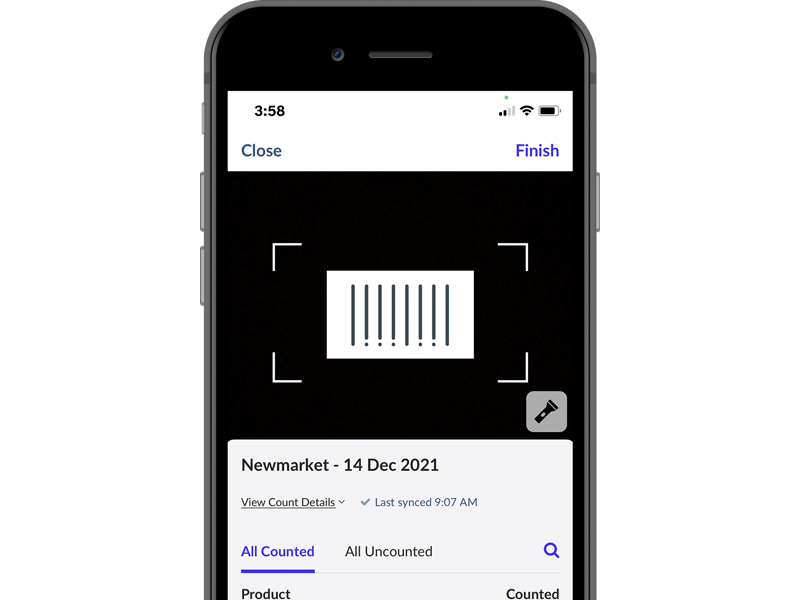 3:58
Close Finish
Newmarket - 14 Dec 2021
View Count Details Last synced 9:07 AM
All Counted All Uncounted
Product Counted